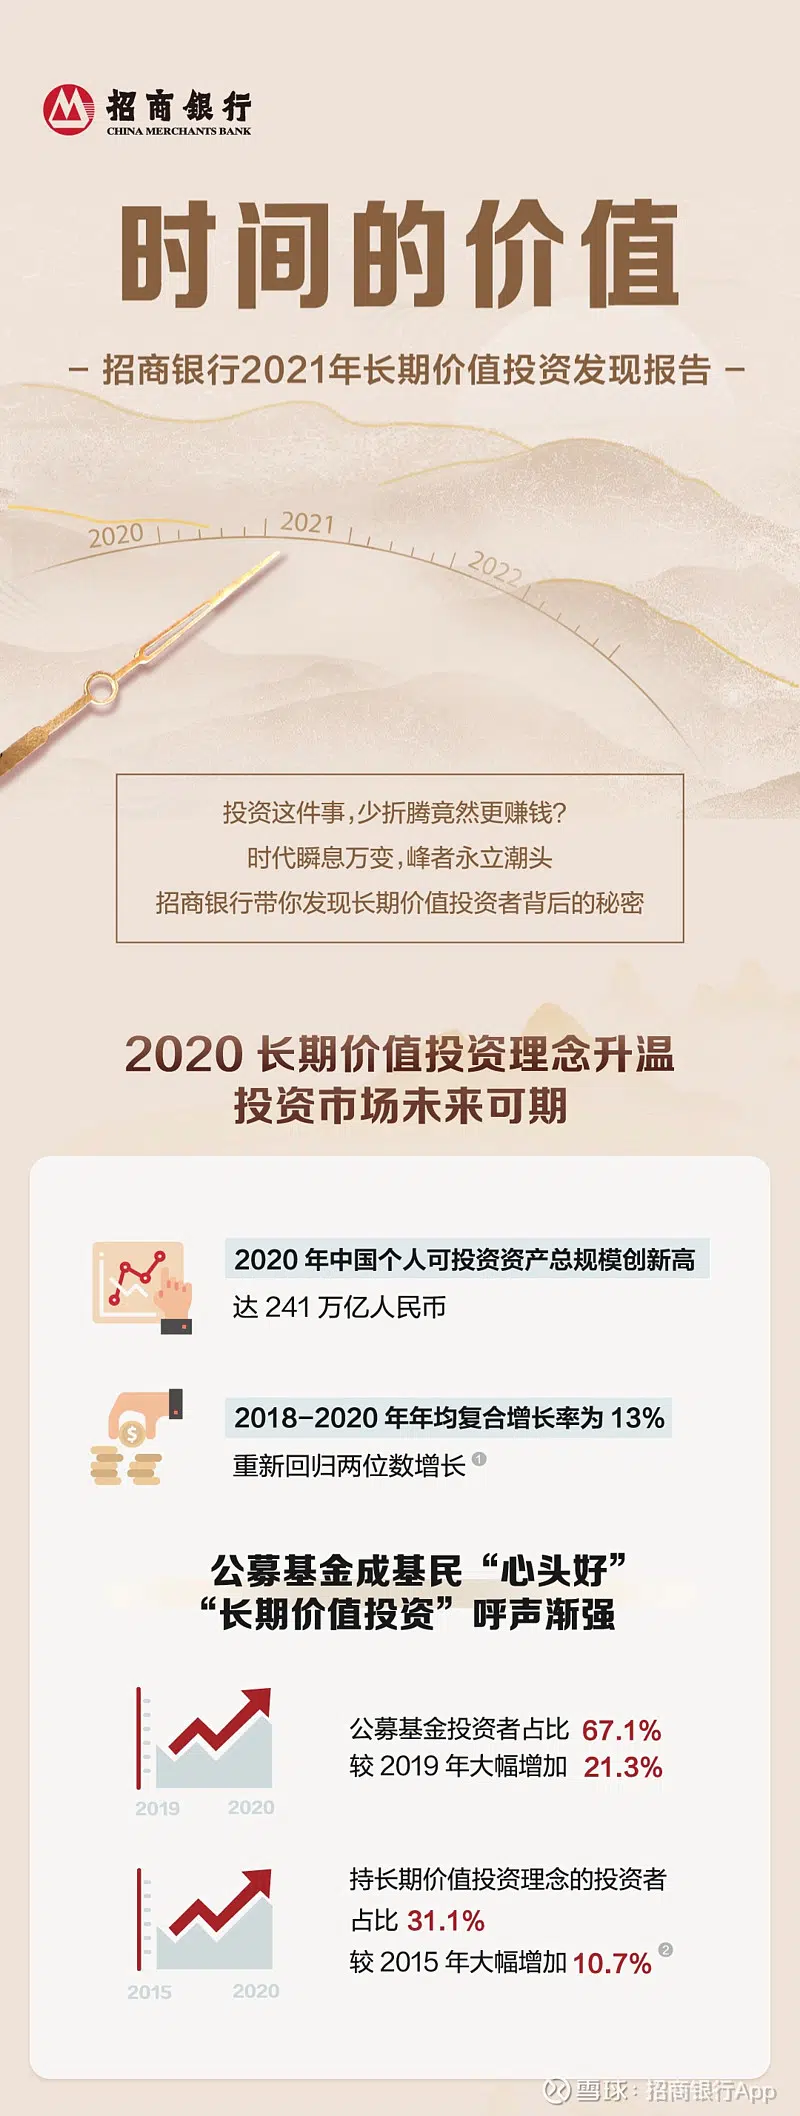 招商銀行
CHINA MERCHANTS BANK
时间的价值
– 招商银行2021年长期价值投资发现报告 –
2020
2021
2022
投资这件事,少折腾竟然更赚钱?
时代瞬息万变,峰者永立潮头
招商银行带你发现长期价值投资者背后的秘密
2020 长期价值投资理念升温
投资市场未来可期
2020 年中国个人可投资资产总规模创新高
达 241 万亿人民币
2018–2020 年年均复合增长率为 13%
重新回归两位数增长 1
公募基金成基民“心头好”
“长期价值投资”呼声渐强
公募基金投资者占比 67.1%
较 2019 年大幅增加 21.3%
2019 2020
持长期价值投资理念的投资者
占比 31.1%
较 2015 年大幅增加 10.7% 2
2015 2020
雪球:招商银行App